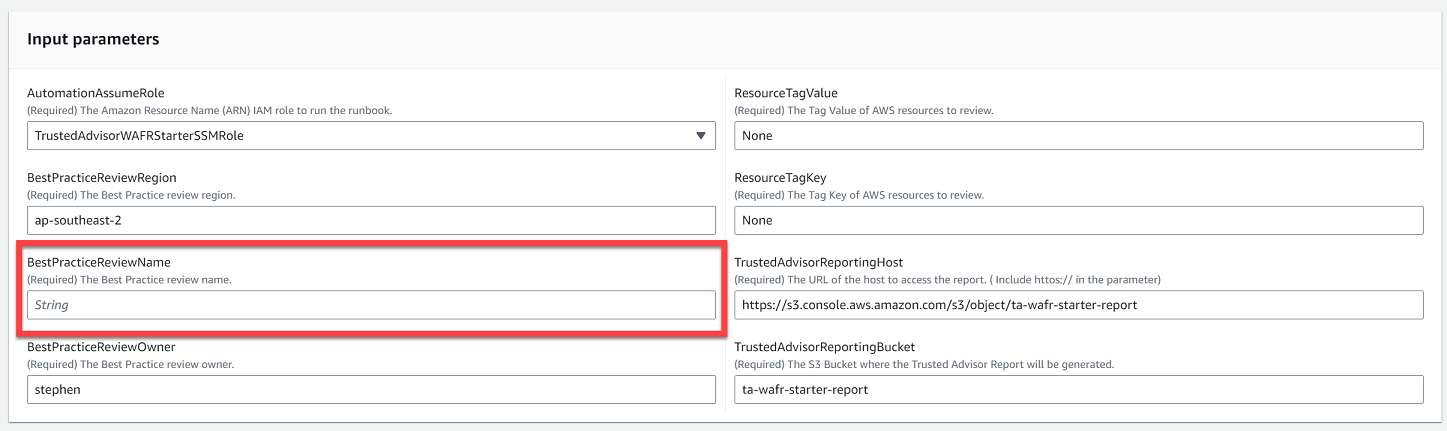 Input parameters
AutomationAssumeRole
(Required) The Amazon Resource Name (ARN) IAM role to run the runbook.
TrustedAdvisorWAFRStarterSSMRole
BestPracticeReviewRegion
(Required) The Best Practice review region.
ap-southeast-2
BestPracticeReviewName
(Required) The Best Practice review name.
String
BestPracticeReviewOwner
(Required) The Best Practice review owner.
stephen
ResourceTagValue
(Required) The Tag Value of AWS resources to review.
None
ResourceTagKey
(Required) The Tag Key of AWS resources to review.
None
TrustedAdvisorReportingHost
(Required) The URL of the host to access the report. ( Include httos:// in the parameter)
https://s3.console.aws.amazon.com/s3/object/ta-wafr-starter-report
TrustedAdvisorReportingBucket
(Required) The S3 Bucket where the Trusted Advisor Report will be generated.
ta-wafr-starter-report